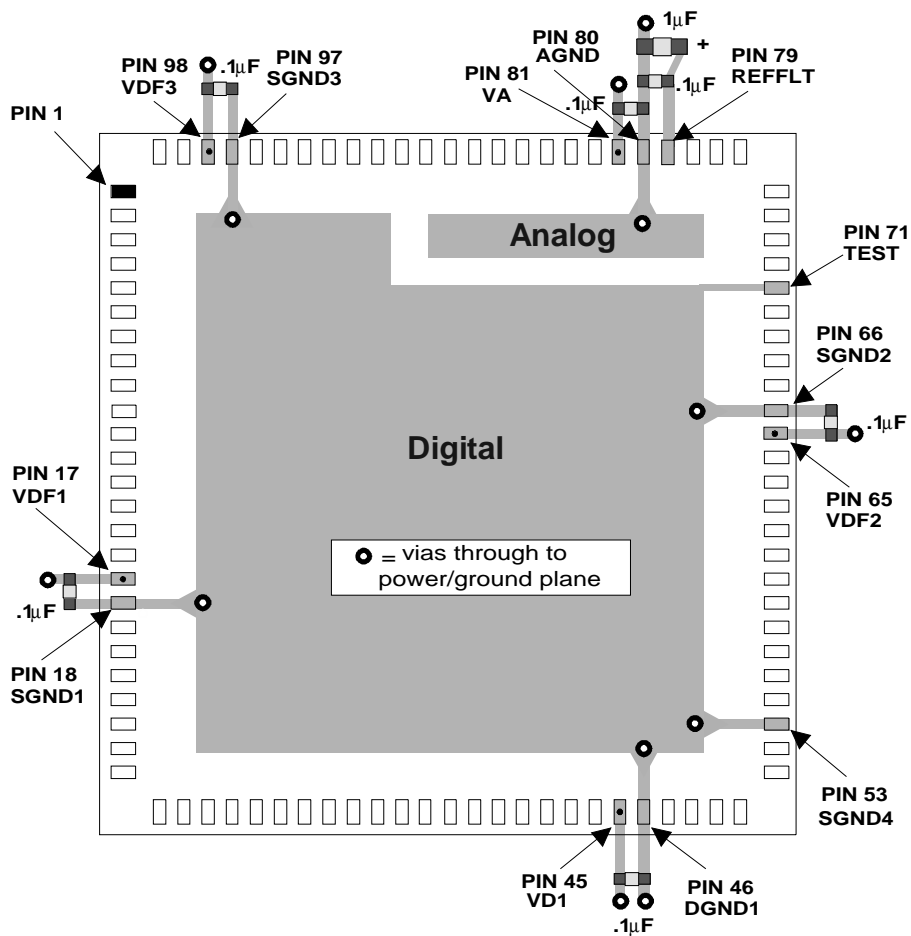 PIN 98
VDF3
.1µF
PIN 97
SGND3
PIN 80
AGND
1µF
+
PIN 81
VA
.1µF
.1µF
PIN 79
REFFLT
PIN 1
Analog
PIN 71
TEST
PIN 66
SGND2
.1µF
Digital
PIN 17
VDF1
PIN 65
VDF2
= vias through to
power/ground plane
.1µF
PIN 18
SGND1
PIN 53
SGND4
PIN 45
VD1
PIN 46
DGND1
.1µF